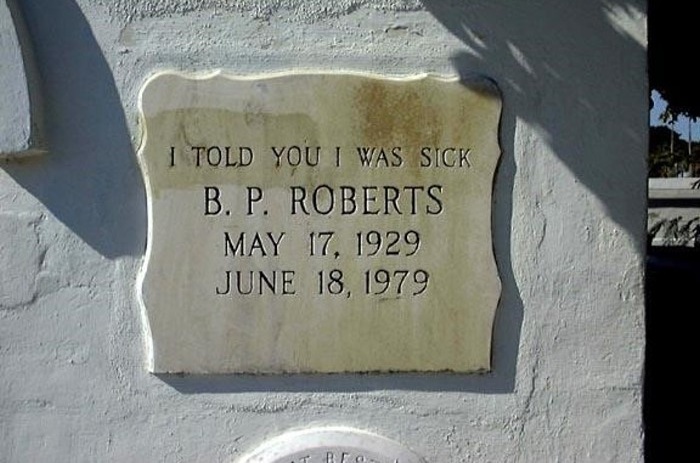 I TOLD YOU I WAS SICK
B. P. ROBERTS
MAY 17, 1929
JUNE 18, 1979